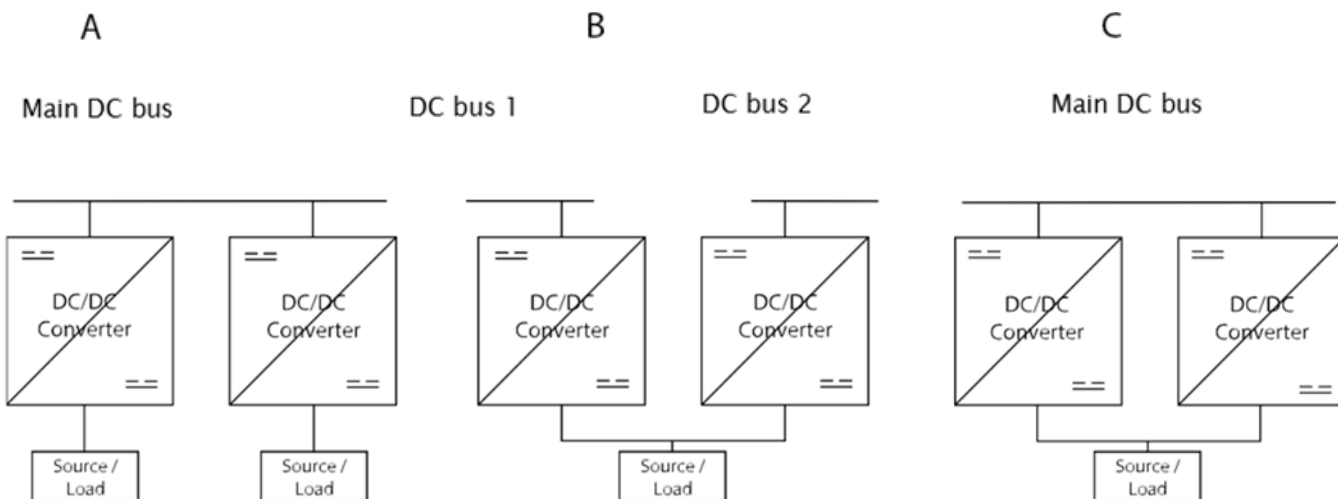 A
B
C
Main DC bus
DC bus 1
DC bus 2
Main DC bus
DC/DC
Converter
DC/DC
Converter
DC/DC
Converter
DC/DC
Converter
DC/DC
Converter
DC/DC
Converter
Source /
Load
Source /
Load
Source /
Load
Source /
Load